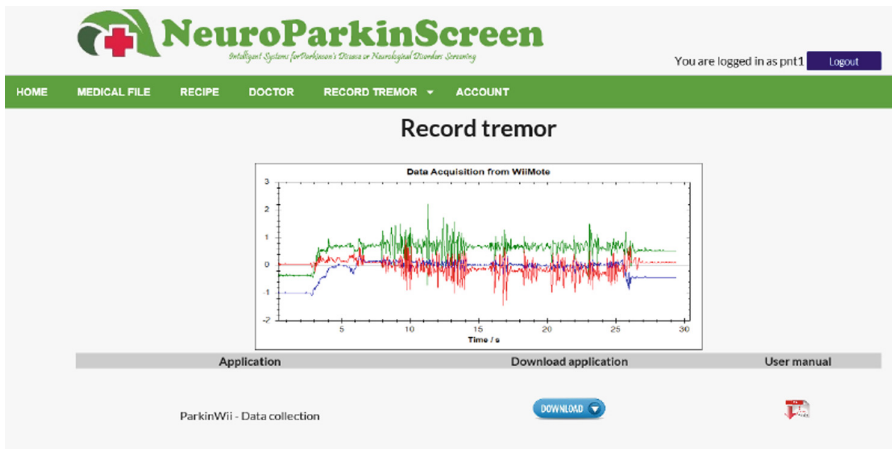 NeuroParkinScreen
Intelligent Systems for Parkinson's Disease or Neurological Disorders Screening
You are logged in as pnt1 Logout
HOME MEDICAL FILE RECIPE DOCTOR RECORD TREMOR ACCOUNT
Record tremor
Data Acquisition from WiiMote
3
2
1
0
-1
-2
5 10 15 20 25 30
Time / s
Application Download application User manual
ParkinWii - Data collection DOWNLOAD